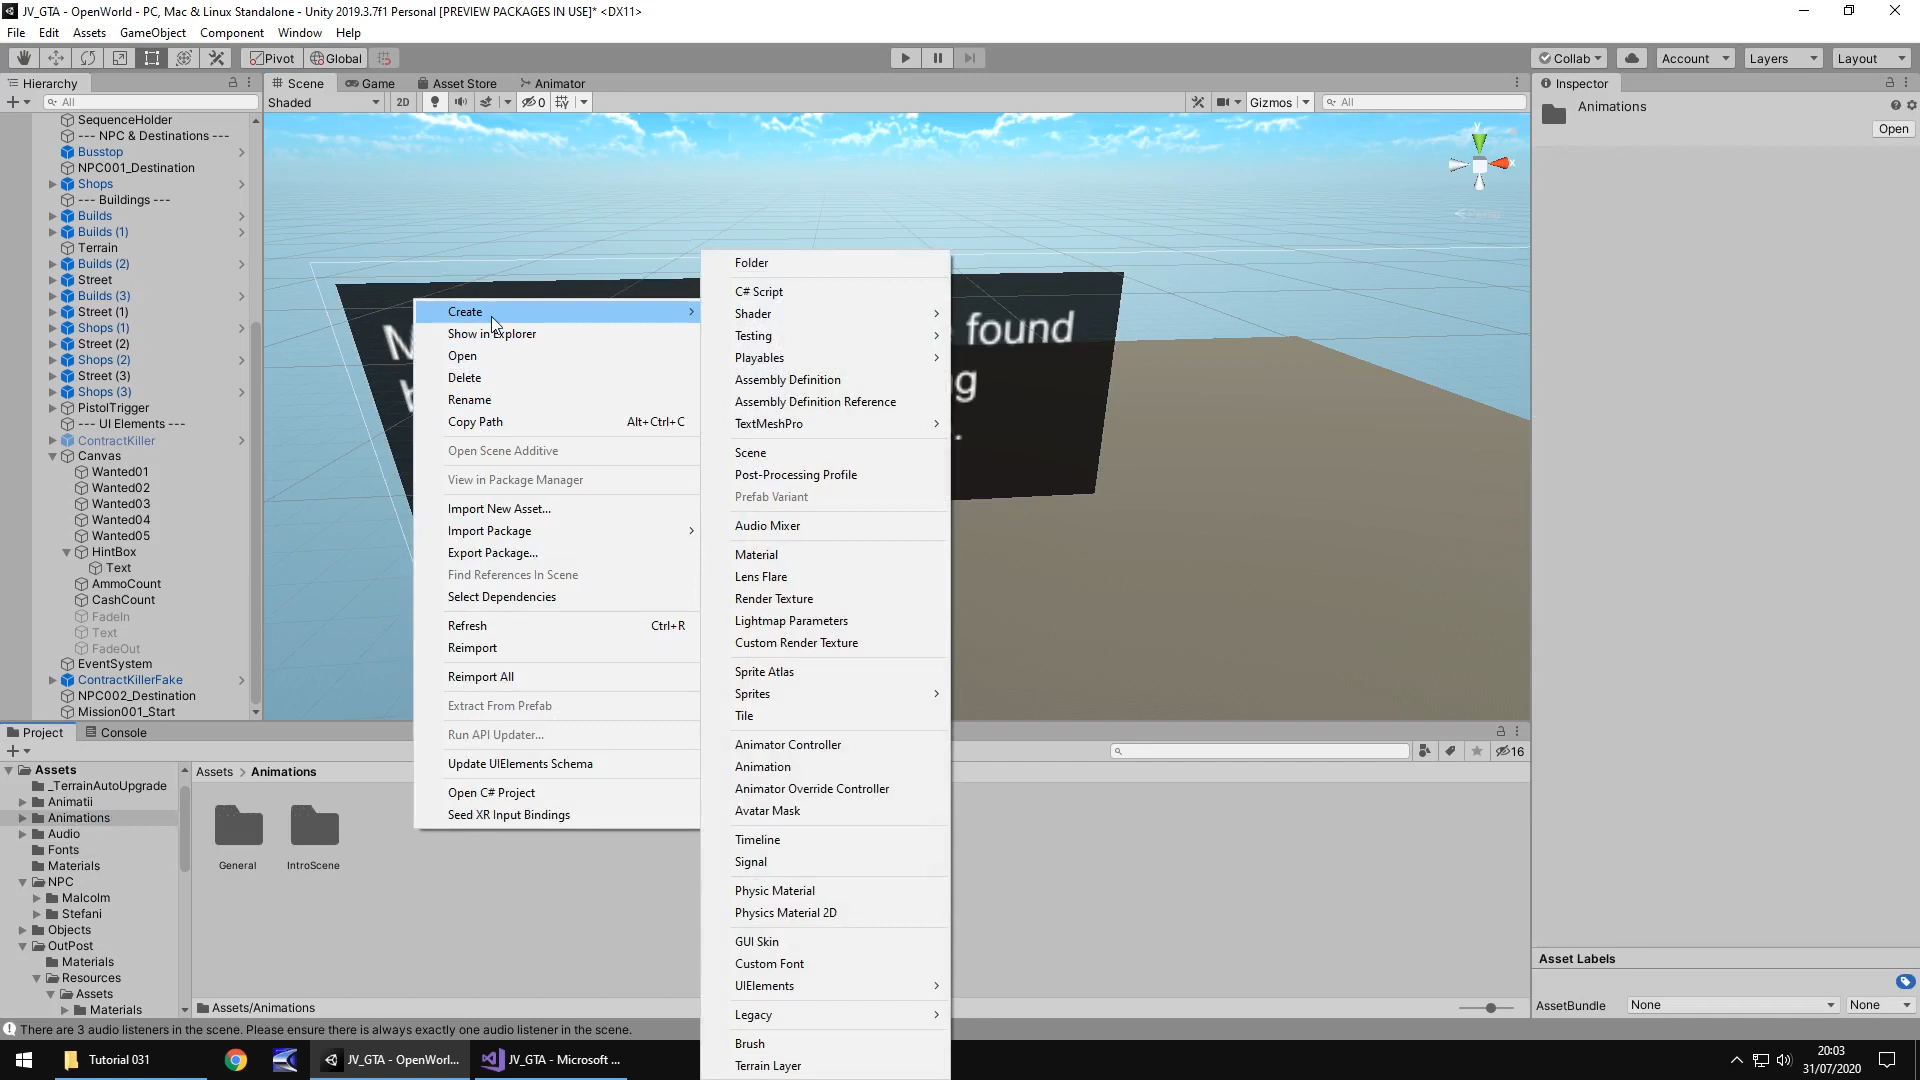 JV_GTA - OpenWorld - PC, Mac & Linux Standalone - Unity 2019.3.7f1 Personal [PREVIEW PACKAGES IN USE]* <DX11>
File Edit Assets GameObject Component Window Help
Pivot Global Collab Account Layers Layout
Hierarchy
All
SequenceHolder
--- NPC & Destinations ---
Busstop
NPC001_Destination
Shops
--- Buildings ---
Builds
Builds (1)
Terrain
Builds (2)
Street
Builds (3)
Street (1)
Shops (1)
Street (2)
Shops (2)
Street (3)
Shops (3)
PistolTrigger
--- UI Elements ---
ContractKiller
Canvas
Wanted01
Wanted02
Wanted03
Wanted04
Wanted05
HintBox
Text
AmmoCount
CashCount
FadeIn
Text
FadeOut
EventSystem
ContractKillerFake
NPC002_Destination
Mission001_Start
Scene Game Asset Store Animator
Shaded 2D 0 Gizmos All
Persp
found
Create
Show in Explorer
Open
Delete
Rename
Copy Path Alt+Ctrl+C
Open Scene Additive
View in Package Manager
Import New Asset...
Import Package
Export Package...
Find References In Scene
Select Dependencies
Refresh Ctrl+R
Reimport
Reimport All
Extract From Prefab
Run API Updater...
Update UIElements Schema
Open C# Project
Seed XR Input Bindings
Folder
C# Script
Shader
Testing
Playables
Assembly Definition
Assembly Definition Reference
TextMeshPro
Scene
Post-Processing Profile
Prefab Variant
Audio Mixer
Material
Lens Flare
Render Texture
Lightmap Parameters
Custom Render Texture
Sprite Atlas
Sprites
Tile
Animator Controller
Animation
Animator Override Controller
Avatar Mask
Timeline
Signal
Physic Material
Physics Material 2D
GUI Skin
Custom Font
UIElements
Legacy
Brush
Terrain Layer
Inspector
Animations
Open
Asset Labels
AssetBundle None None
Project Console
16
Assets
_TerrainAutoUpgrade
Animatii
Animations
Audio
Fonts
Materials
NPC
Malcolm
Stefani
Objects
OutPost
Materials
Resources
Assets
Materials
Assets > Animations
General IntroScene
Assets/Animations
There are 3 audio listeners in the scene. Please ensure there is always exactly one audio listener in the scene.
Tutorial 031 JV_GTA - OpenWorl... JV_GTA - Microsoft ...
20:03
31/07/2020